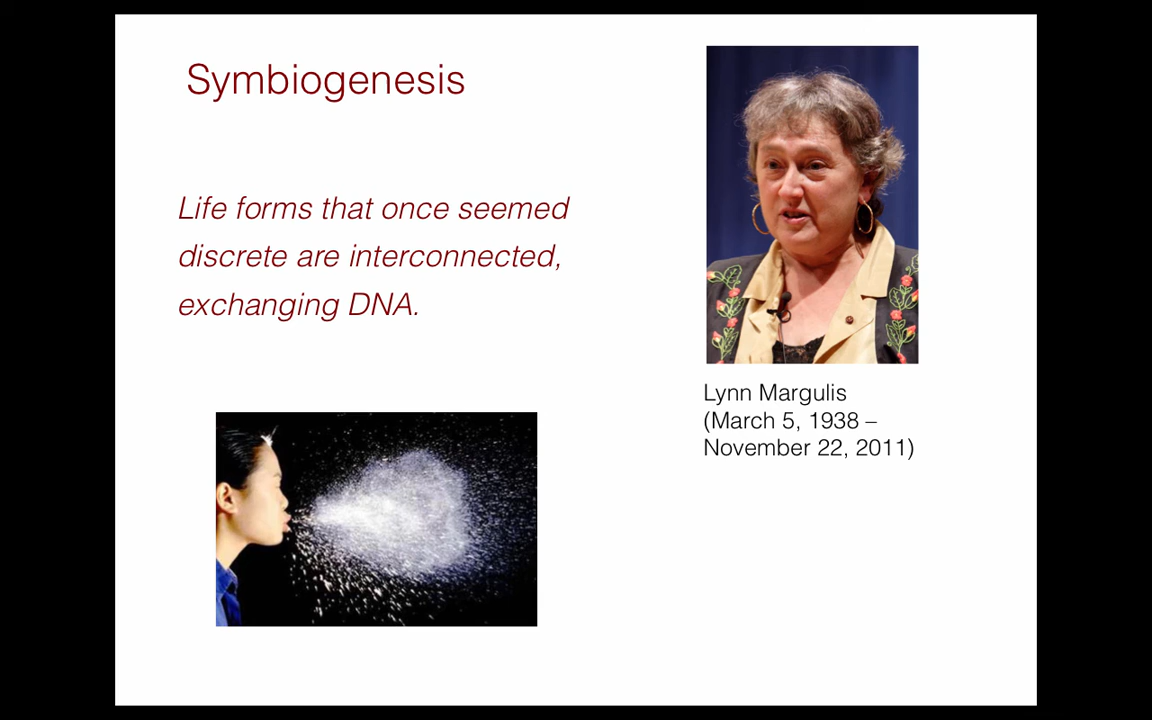 Symbiogenesis
Life forms that once seemed
discrete are interconnected,
exchanging DNA.
Lynn Margulis
(March 5, 1938 –
November 22, 2011)